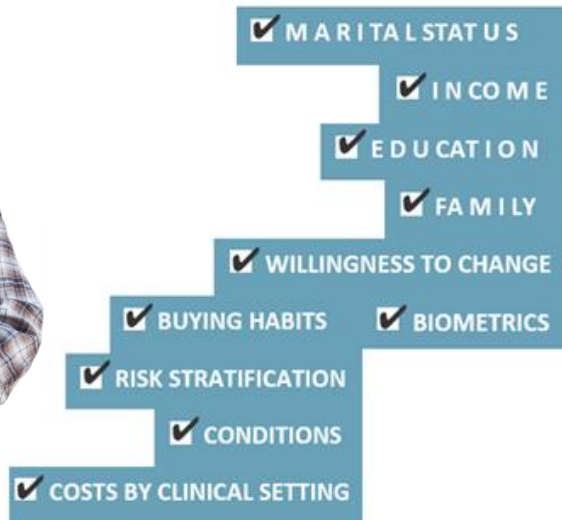 ✔ MARITAL STATUS
✔ INCOME
✔ EDUCATION
✔ FAMILY
✔ WILLINGNESS TO CHANGE
✔ BUYING HABITS ✔ BIOMETRICS
✔ RISK STRATIFICATION
✔ CONDITIONS
✔ COSTS BY CLINICAL SETTING